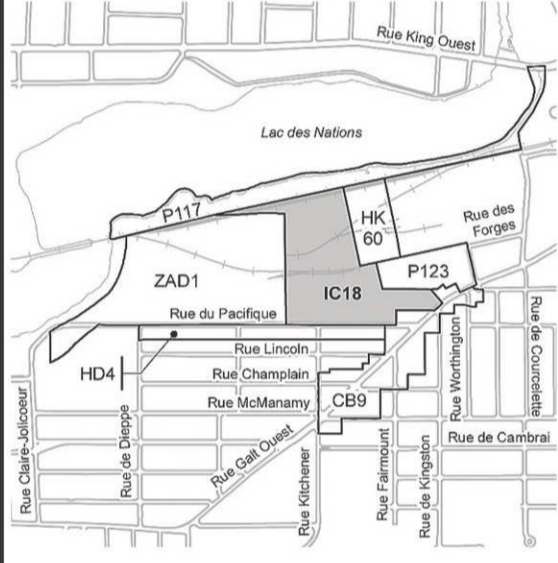 Rue King Ouest
Lac des Nations
P117
HK
60
Rue des
Forges
ZAD1
P123
IC18
Rue du Pacifique
Rue Lincoln
HD4
Rue Champlain
Rue McManamy
CB9
Rue Claire-Jolicoeur
Rue de Dieppe
Rue Galt Ouest
Rue Kitchener
Rue Fairmount
Rue de Kingston
Rue Worthington
Rue de Courcelette
Rue de Cambrai